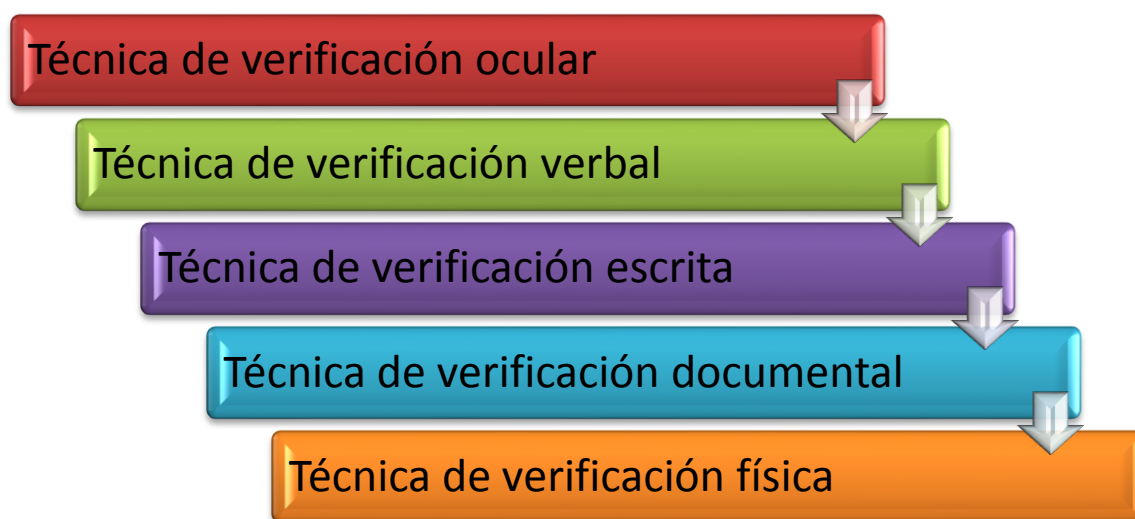 Técnica de verificación ocular
Técnica de verificación verbal
Técnica de verificación escrita
Técnica de verificación documental
Técnica de verificación física